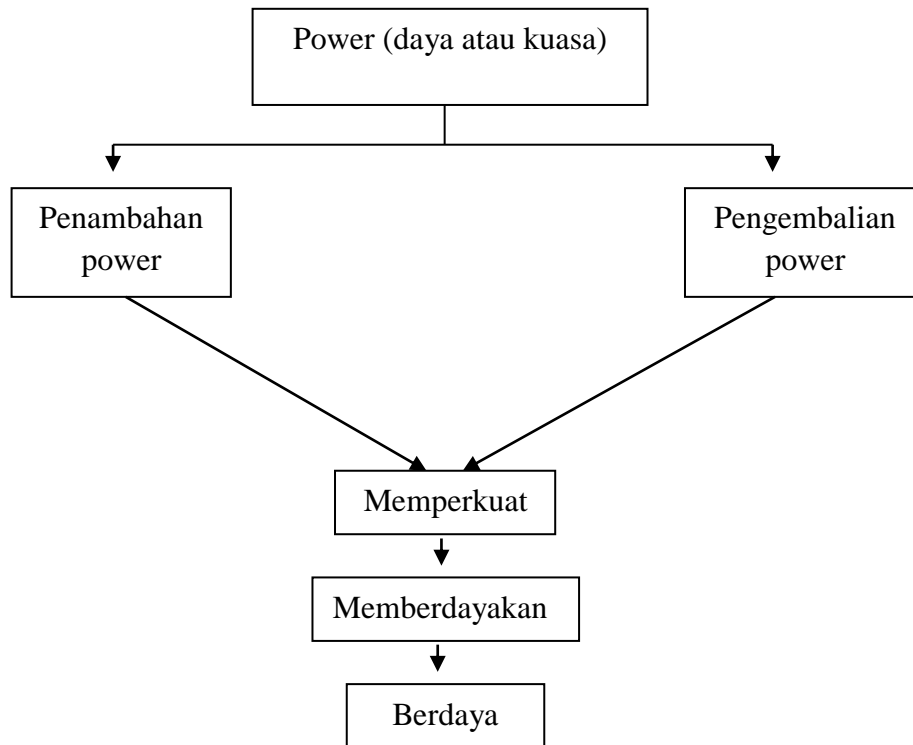 Power (daya atau kuasa)
Penambahan
power
Pengembalian
power
Memperkuat
Memberdayakan
Berdaya